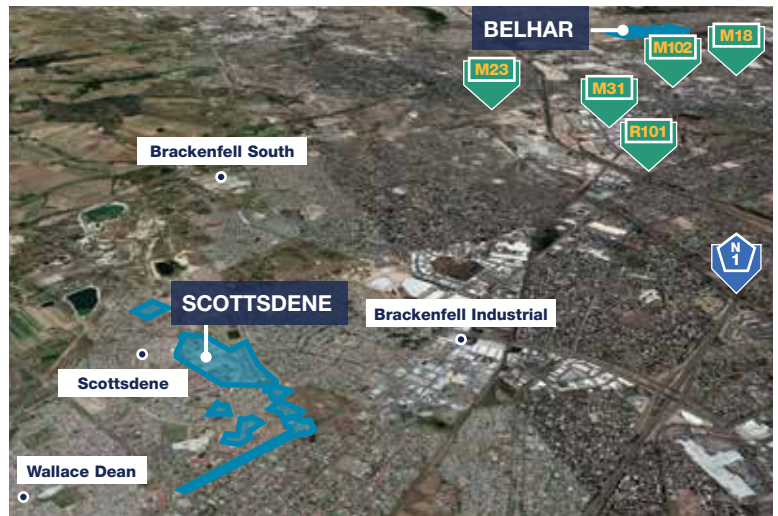 BELHAR
M18
M102
M23
M31
R101
Brackenfell South
N
1
SCOTTSDENE
Brackenfell Industrial
Scottsdene
Wallace Dean